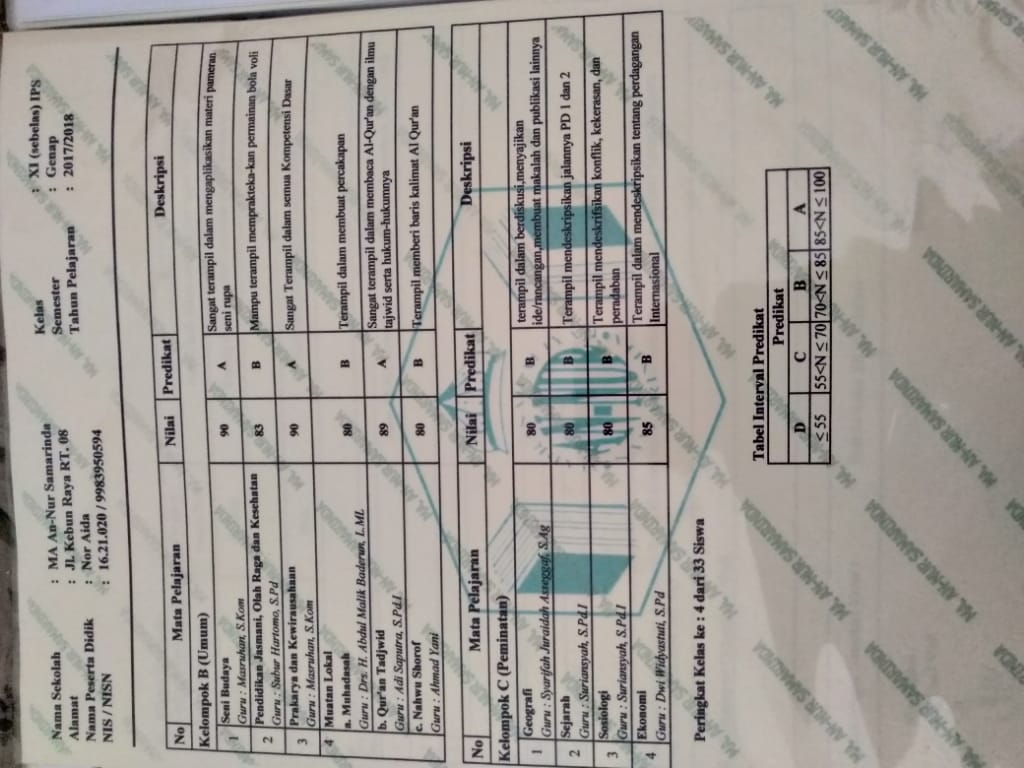 Nama Sekolah : MA An-Nur Samarinda
Alamat : JL Kebun Raya RT. 08
Nama Peserta Didik : Nor Aida
NIS / NISN : 16.21.020 / 9983950594
Kelas : XI (sebelas) IPS
Semester : Genap
Tahun Pelajaran : 2017/2018
No Mata Pelajaran Nilai Predikat Deskripsi
Kelompok B (Umum)
1 Seni Budaya 90 A Sangat terampil dalam mengaplikasikan materi pameran
Guru : Masruhan, S.Kom seni rupa
2 Pendidikan Jasmani, Olah Raga dan Kesehatan 83 B Mampu terampil memprakteka-kan permainan bola voli
Guru : Subur Hartomo, S.Pd
3 Prakarya dan Kewirausahaan 90 A Sangat Terampil dalam semua Kompetensi Dasar
Guru : Masruhan, S.Kom
4 Muatan Lokal
a. Muhadasah 80 B Terampil dalam membuat percakapan
Guru : Drs. H. Abdul Malik Baderun, L.ML
b. Qur'an Tadjwid 89 A Sangat terampil dalam membaca Al-Qur'an dengan ilmu
Guru : Adi Saputra, S.Pd.I tajwid serta hukum-hukumnya
c. Nahwu Shorof 80 B Terampil memberi baris kalimat Al Qur'an
Guru : Ahmad Yani
No Mata Pelajaran Nilai Predikat Deskripsi
Kelompok C (Peminatan)
1 Geografi 80 B terampil dalam berdiskusi,menyajikan
Guru : Syarifah Juraidah Asseggaf, S.Ag ide/rancangan,membuat makalah dan publikasi lainnya
2 Sejarah 80 B Terampil mendeskripsikan jalannya PD 1 dan 2
Guru : Suriansyah, S.Pd.I
3 Sosiologi 80 B Terampil mendeskrifsikan konflik, kekerasan, dan
Guru : Suriansyah, S.Pd.I peradaban
4 Ekonomi 85 B Terampil dalam mendeskripsikan tentang perdagangan
Guru : Dwi Widyastuti, S.Pd Internasional
Peringkat Kelas ke : 4 dari 33 Siswa
Tabel Interval Predikat
Predikat
D C B A
≤ 55 55<N ≤ 70 70<N ≤ 85 85<N ≤ 100
MA. AN-NUR SAMARINDA
AN-NUR